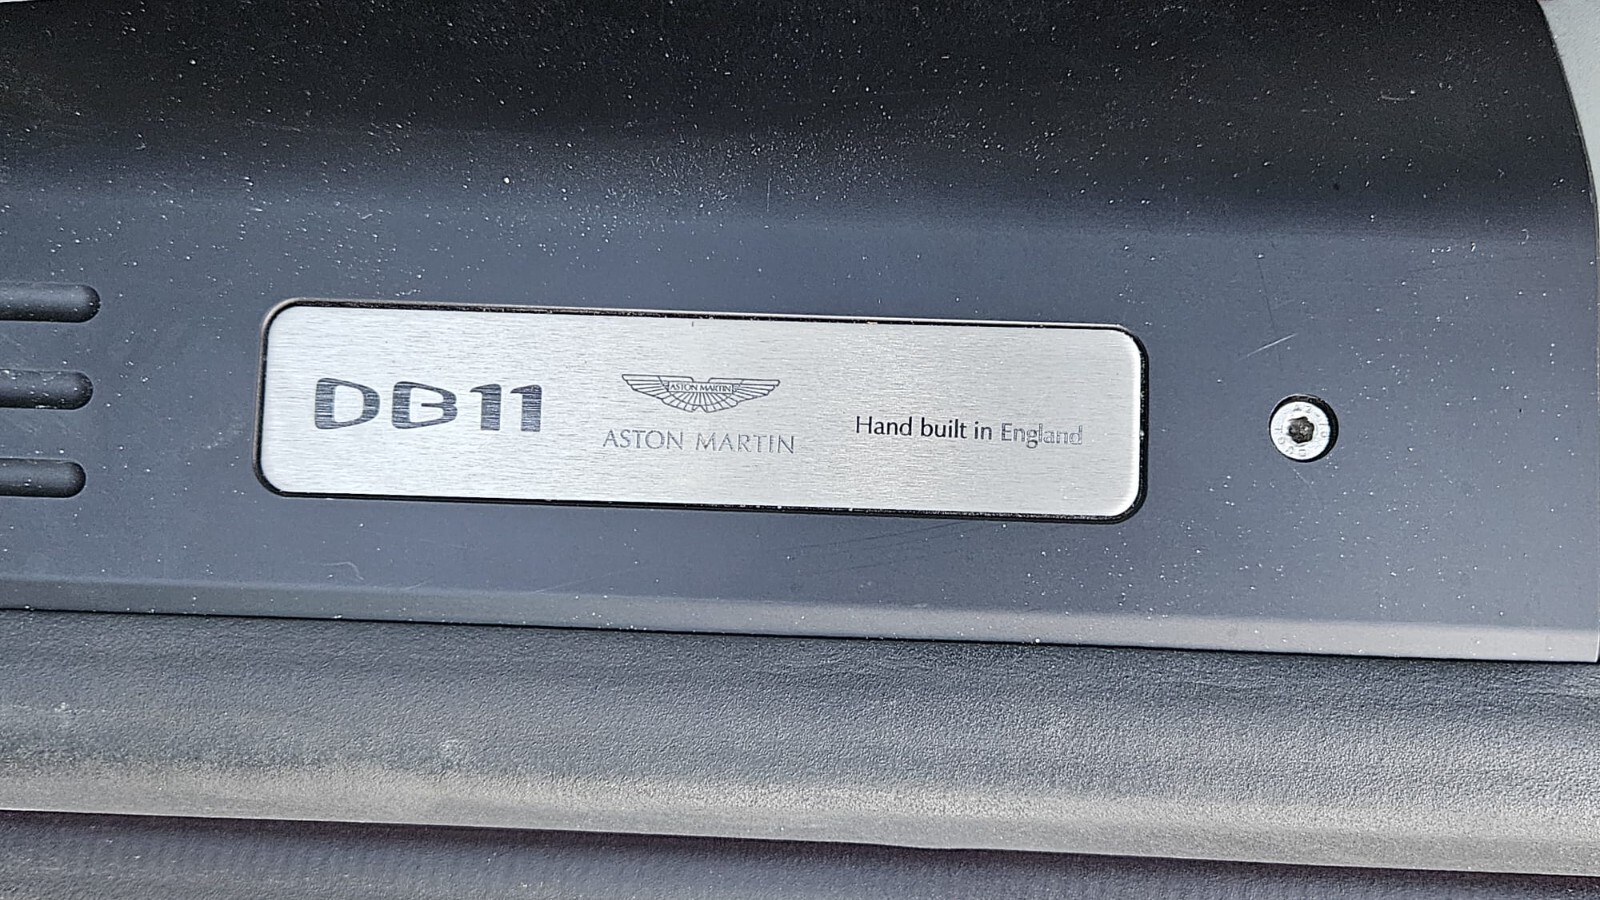 DB11
ASTON MARTIN
ASTON MARTIN
Hand built in England